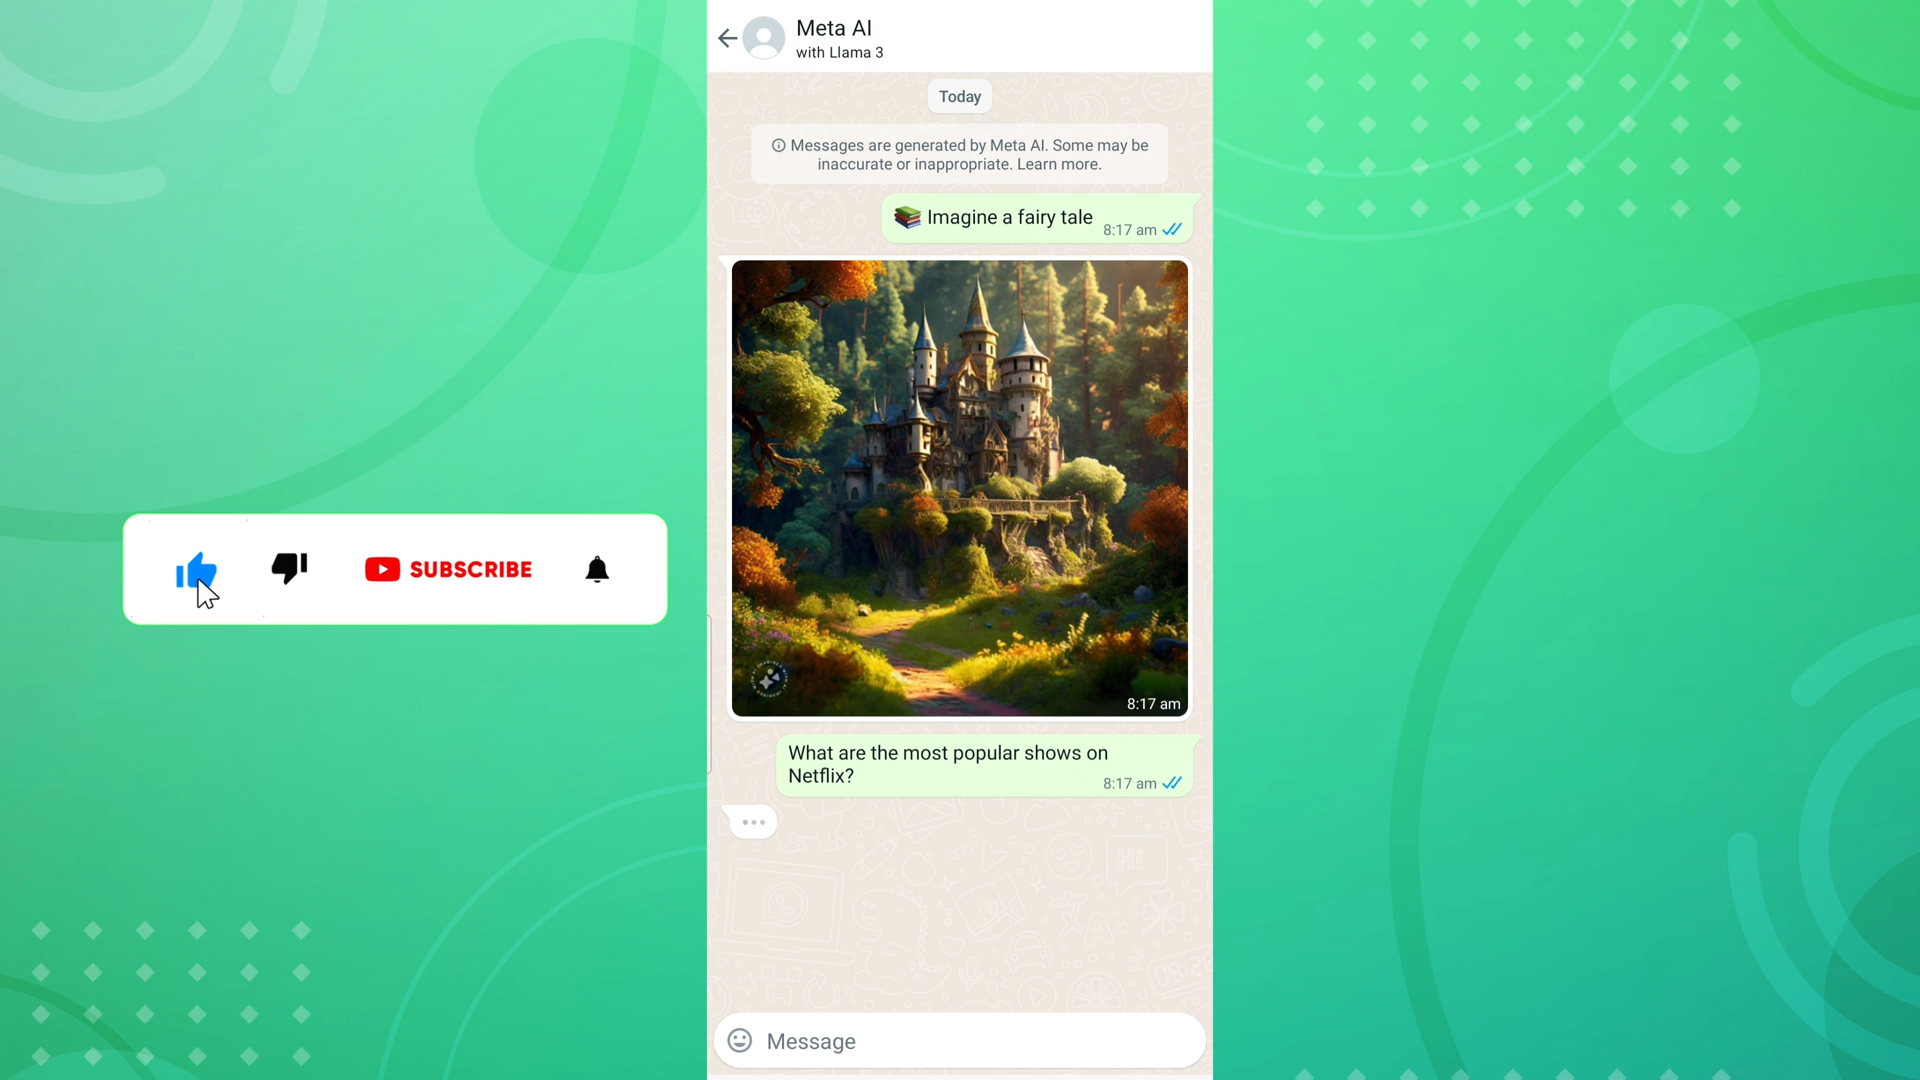 Meta AI
with Llama 3
Today
Messages are generated by Meta AI. Some may be
inaccurate or inappropriate. Learn more.
Imagine a fairy tale
8:17 am
8:17 am
What are the most popular shows on
Netflix?
8:17 am
Message
SUBSCRIBE